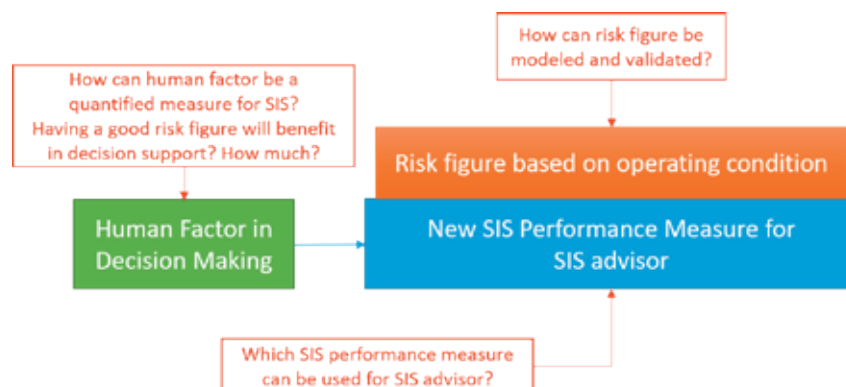 How can risk figure be
modeled and validated?
How can human factor be a
quantified measure for SIS?
Having a good risk figure will benefit
in decision support? How much?
Risk figure based on operating condition
Human Factor in
Decision Making
New SIS Performance Measure for
SIS advisor
Which SIS performance measure
can be used for SIS advisor?